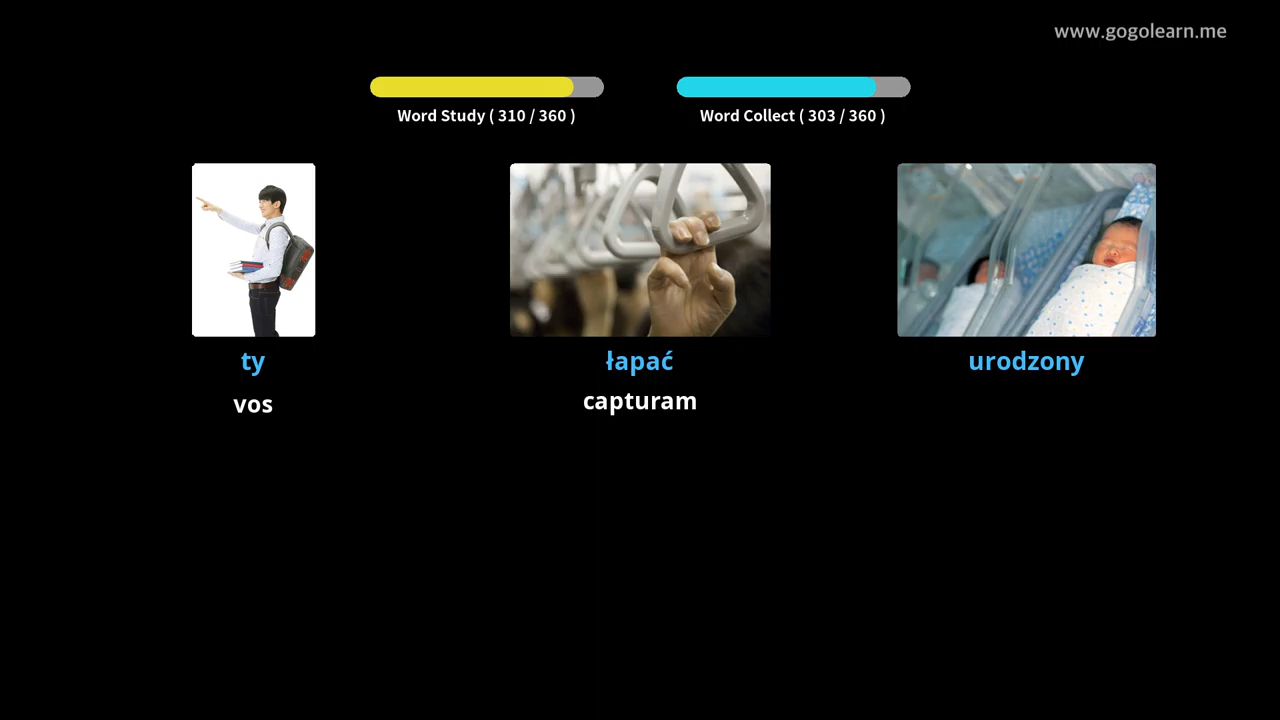 www.gogolearn.me
Word Study ( 310 / 360 )
Word Collect ( 303 / 360 )
ty
vos
łapać
capturam
urodzony